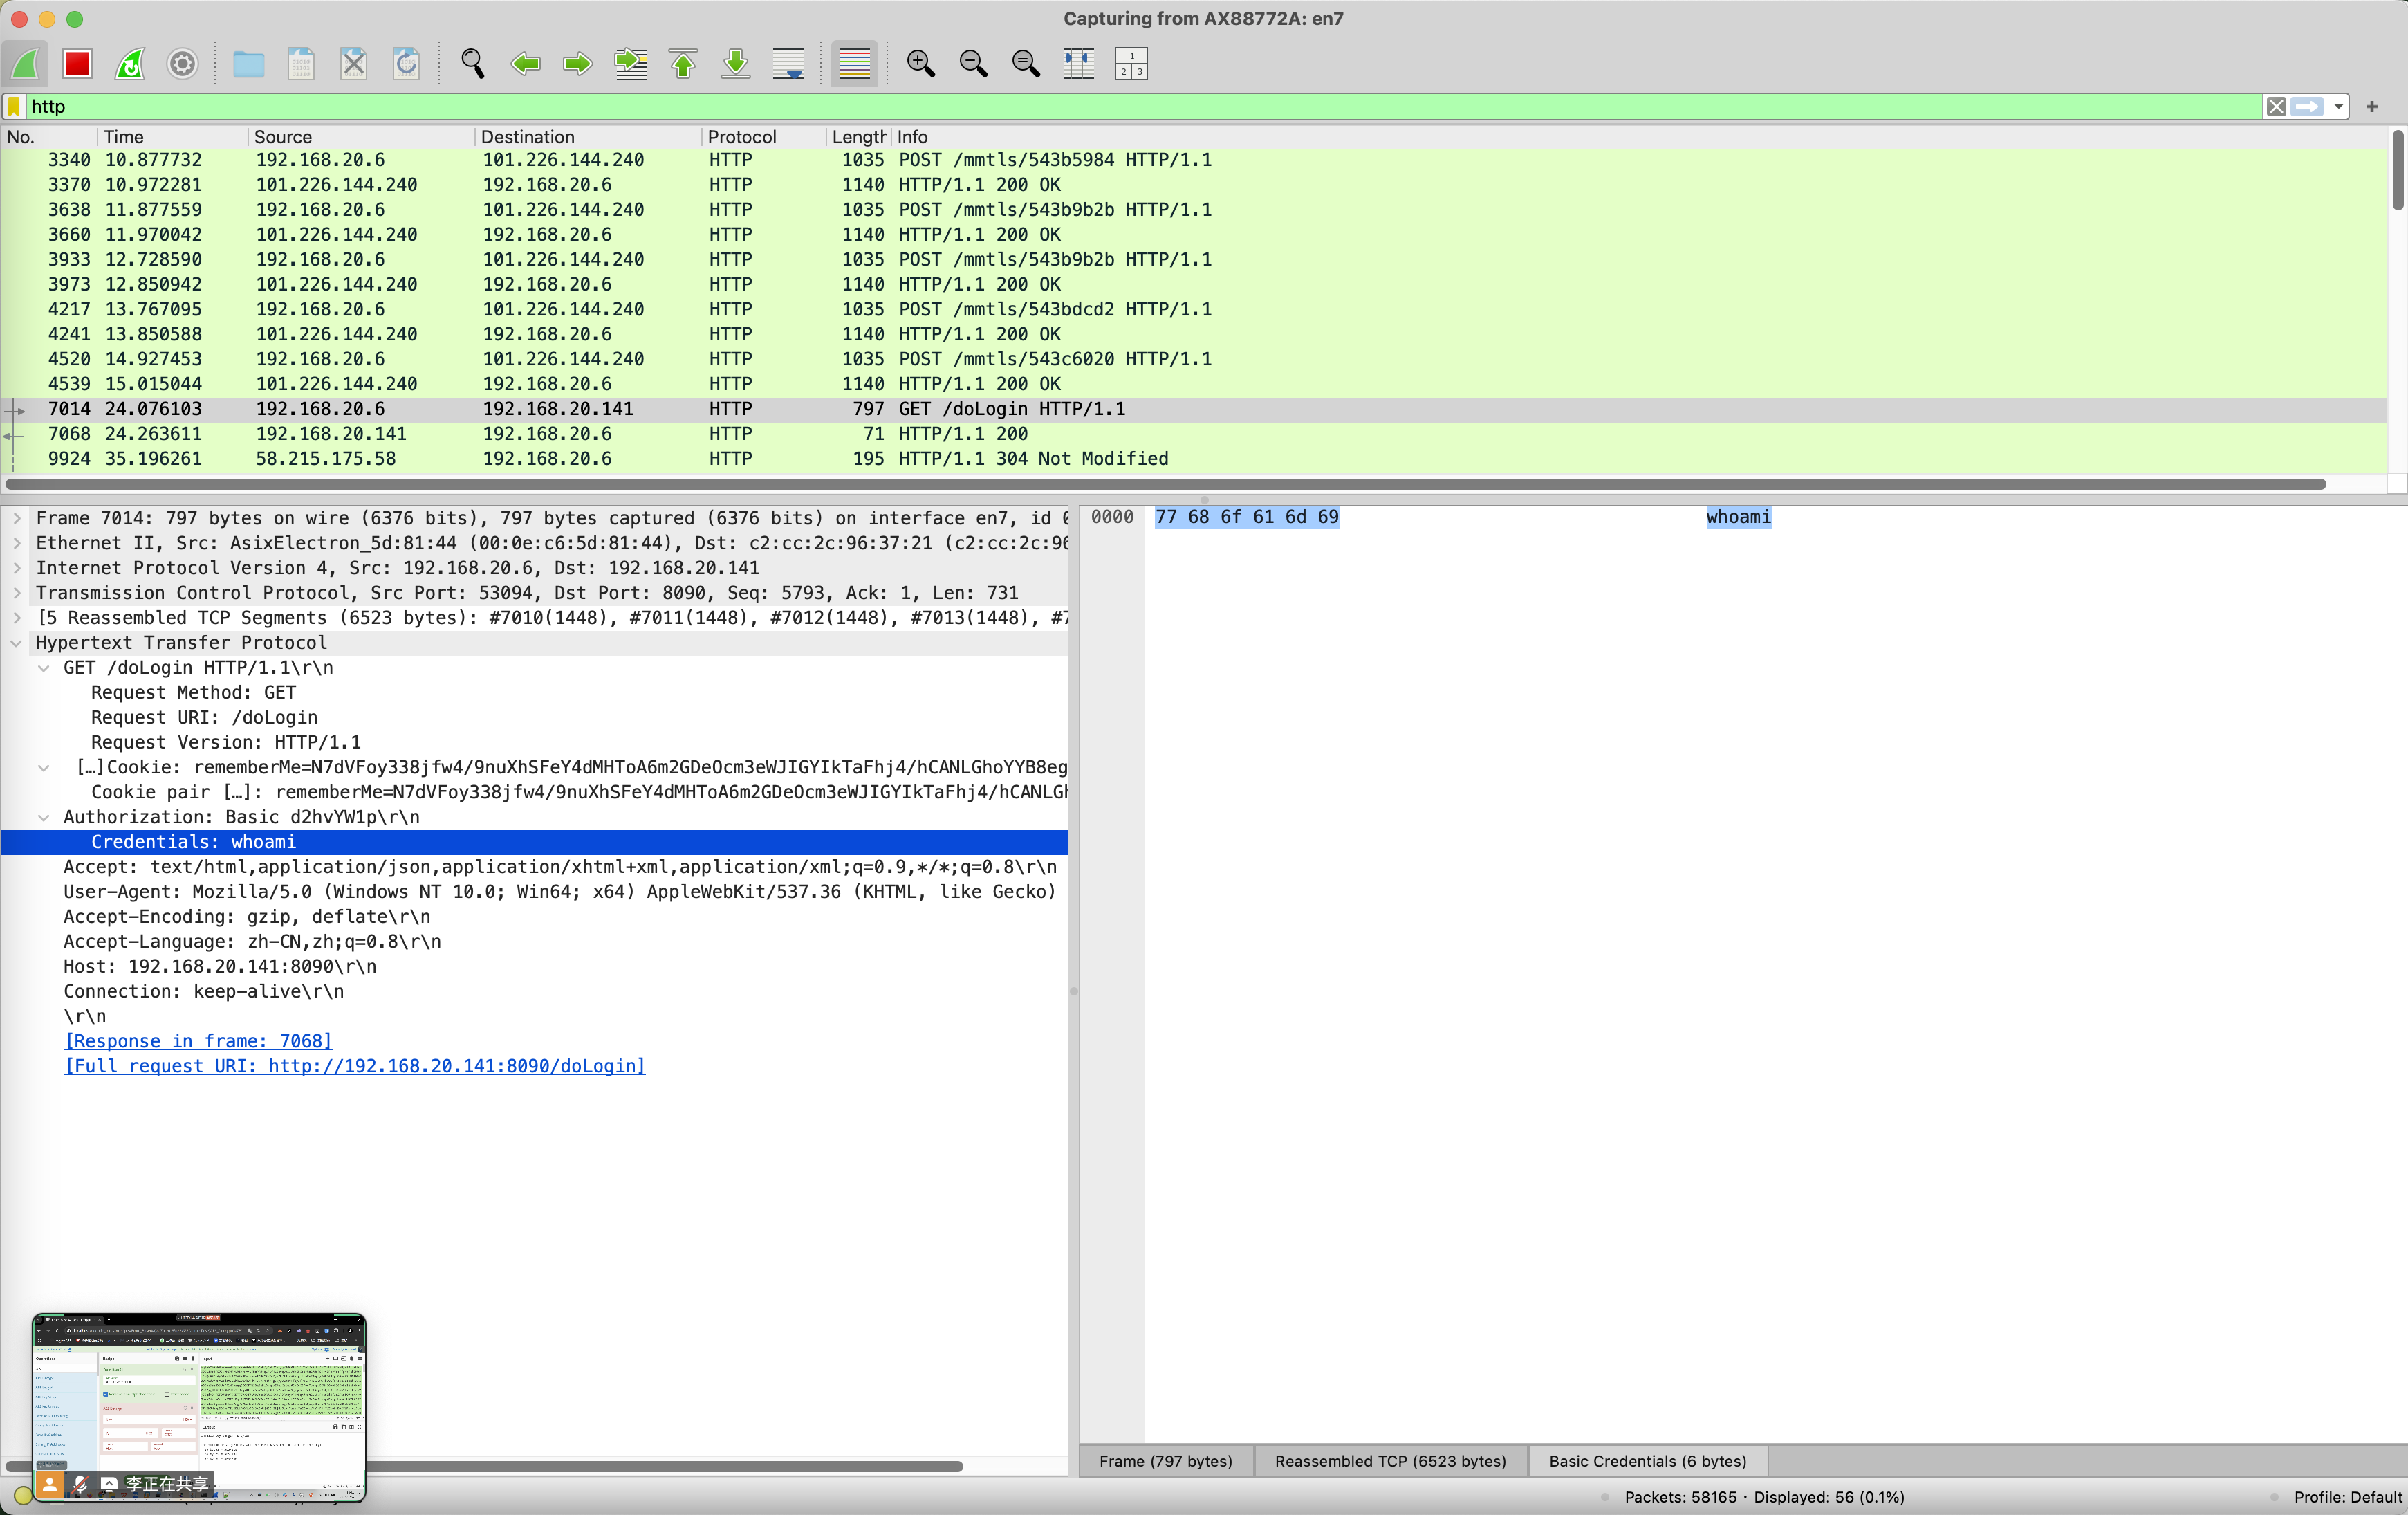 Capturing from AX88772A: en7
http
No. Time Source Destination Protocol Length Info
3340 10.877732 192.168.20.6 101.226.144.240 HTTP 1035 POST /mmtls/543b5984 HTTP/1.1
3370 10.972281 101.226.144.240 192.168.20.6 HTTP 1140 HTTP/1.1 200 OK
3638 11.877559 192.168.20.6 101.226.144.240 HTTP 1035 POST /mmtls/543b9b2b HTTP/1.1
3660 11.970042 101.226.144.240 192.168.20.6 HTTP 1140 HTTP/1.1 200 OK
3933 12.728590 192.168.20.6 101.226.144.240 HTTP 1035 POST /mmtls/543b9b2b HTTP/1.1
3973 12.850942 101.226.144.240 192.168.20.6 HTTP 1140 HTTP/1.1 200 OK
4217 13.767095 192.168.20.6 101.226.144.240 HTTP 1035 POST /mmtls/543bdcd2 HTTP/1.1
4241 13.850588 101.226.144.240 192.168.20.6 HTTP 1140 HTTP/1.1 200 OK
4520 14.927453 192.168.20.6 101.226.144.240 HTTP 1035 POST /mmtls/543c6020 HTTP/1.1
4539 15.015044 101.226.144.240 192.168.20.6 HTTP 1140 HTTP/1.1 200 OK
7014 24.076103 192.168.20.6 192.168.20.141 HTTP 797 GET /doLogin HTTP/1.1
7068 24.263611 192.168.20.141 192.168.20.6 HTTP 71 HTTP/1.1 200
9924 35.196261 58.215.175.58 192.168.20.6 HTTP 195 HTTP/1.1 304 Not Modified
Frame 7014: 797 bytes on wire (6376 bits), 797 bytes captured (6376 bits) on interface en7, id
Ethernet II, Src: AsixElectron_5d:81:44 (00:0e:c6:5d:81:44), Dst: c2:cc:2c:96:37:21 (c2:cc:2c:96
Internet Protocol Version 4, Src: 192.168.20.6, Dst: 192.168.20.141
Transmission Control Protocol, Src Port: 53094, Dst Port: 8090, Seq: 5793, Ack: 1, Len: 731
[5 Reassembled TCP Segments (6523 bytes): #7010(1448), #7011(1448), #7012(1448), #7013(1448), #7
Hypertext Transfer Protocol
GET /doLogin HTTP/1.1\r\n
Request Method: GET
Request URI: /doLogin
Request Version: HTTP/1.1
[…]Cookie: rememberMe=N7dVFoy338jfw4/9nuXhSFeY4dMHToA6m2GDeOcm3eWJIGYIkTaFhj4/hCANLGhoYYB8eg
Cookie pair […]: rememberMe=N7dVFoy338jfw4/9nuXhSFeY4dMHToA6m2GDeOcm3eWJIGYIkTaFhj4/hCANLGh
Authorization: Basic d2hvYW1p\r\n
Credentials: whoami
Accept: text/html,application/json,application/xhtml+xml,application/xml;q=0.9,*/*;q=0.8\r\n
User-Agent: Mozilla/5.0 (Windows NT 10.0; Win64; x64) AppleWebKit/537.36 (KHTML, like Gecko)
Accept-Encoding: gzip, deflate\r\n
Accept-Language: zh-CN,zh;q=0.8\r\n
Host: 192.168.20.141:8090\r\n
Connection: keep-alive\r\n
\r\n
[Response in frame: 7068]
[Full request URI: http://192.168.20.141:8090/doLogin]
0000 77 68 6f 61 6d 69 whoami
李正在共享
Frame (797 bytes) Reassembled TCP (6523 bytes) Basic Credentials (6 bytes)
Packets: 58165 · Displayed: 56 (0.1%) Profile: Default